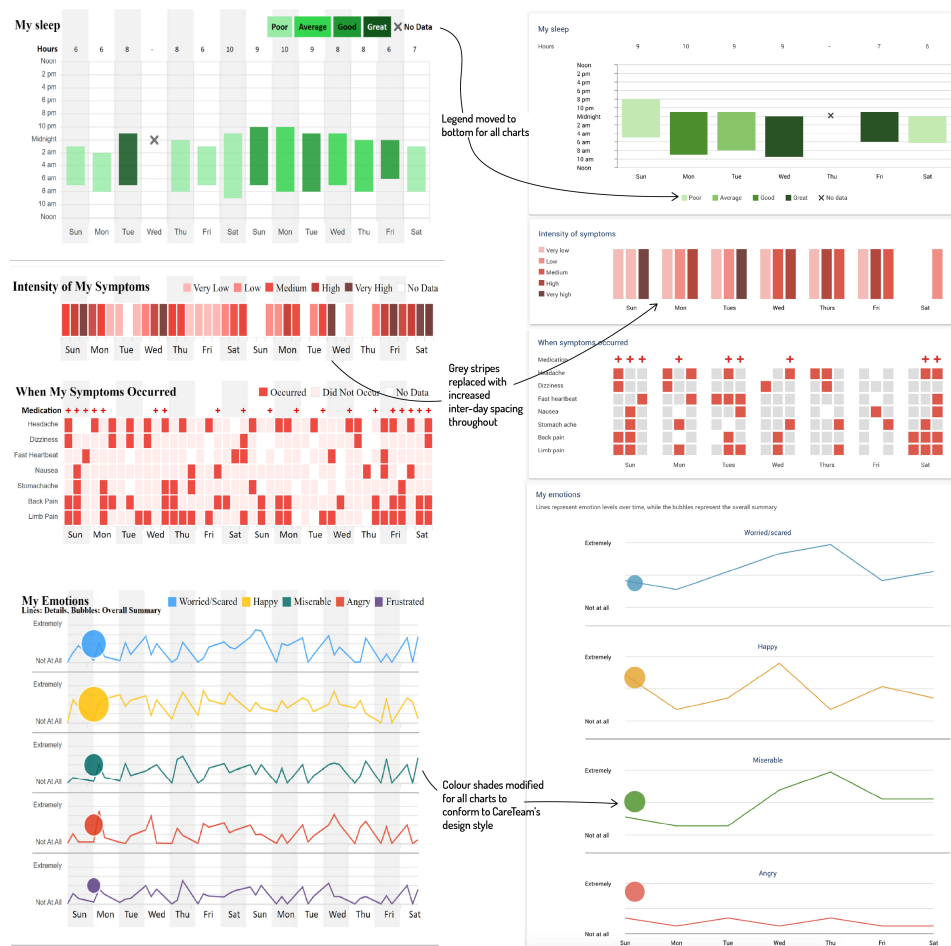 My sleep
Poor Average Good Great No Data
Hours 6 6 8 - 8 6 10 9 10 9 8 8 6 7
Noon
2 pm
4 pm
6 pm
8 pm
10 pm
Midnight
2 am
4 am
6 am
8 am
10 am
Noon
Sun Mon Tue Wed Thu Fri Sat Sun Mon Tue Wed Thu Fri Sat
Intensity of My Symptoms
Very Low Low Medium High Very High No Data
Sun Mon Tue Wed Thu Fri Sat Sun Mon Tue Wed Thu Fri Sat
When My Symptoms Occurred
Occurred Did Not Occur No Data
Medication
Headache
Dizziness
Fast Heartbeat
Nausea
Stomachache
Back Pain
Limb Pain
Sun Mon Tue Wed Thu Fri Sat Sun Mon Tue Wed Thu Fri Sat
My Emotions
Lines: Details, Bubbles: Overall Summary
Worried/Scared Happy Miserable Angry Frustrated
Extremely
Not At All
Extremely
Not At All
Extremely
Not At All
Extremely
Not At All
Extremely
Not At All
Sun Mon Tue Wed Thu Fri Sat Sun Mon Tue Wed Thu Fri Sat
Legend moved to
bottom for all charts
Grey stripes
replaced with
increased
inter-day spacing
throughout
Colour shades modified
for all charts to
conform to CareTeam's
design style
My sleep
Hours 9 10 9 9 - 7 6
Noon
2 pm
4 pm
6 pm
8 pm
10 pm
Midnight
2 am
4 am
6 am
8 am
10 am
Noon
Sun Mon Tue Wed Thu Fri Sat
Poor Average Good Great No data
Intensity of symptoms
Very low
Low
Medium
High
Very high
Sun Mon Tues Wed Thurs Fri Sat
When symptoms occurred
Medication
Headache
Dizziness
Fast heartbeat
Nausea
Stomach ache
Back pain
Limb pain
Sun Mon Tues Wed Thurs Fri Sat
My emotions
Lines represent emotion levels over time, while the bubbles represent the overall summary
Worried/scared
Extremely
Not at all
Happy
Extremely
Not at all
Miserable
Extremely
Not at all
Angry
Extremely
Not at all
Sun Mon Tue Wed Thu Fri Sat